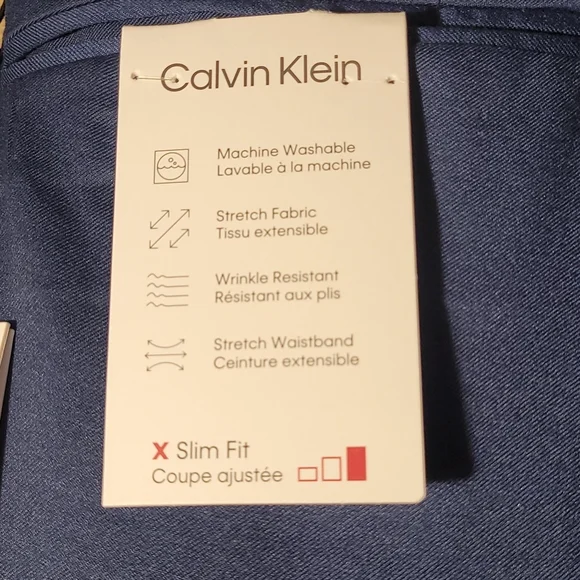 Calvin Klein
Machine Washable
Lavable à la machine
Stretch Fabric
Tissu extensible
Wrinkle Resistant
Résistant aux plis
Stretch Waistband
Ceinture extensible
X Slim Fit
Coupe ajustée